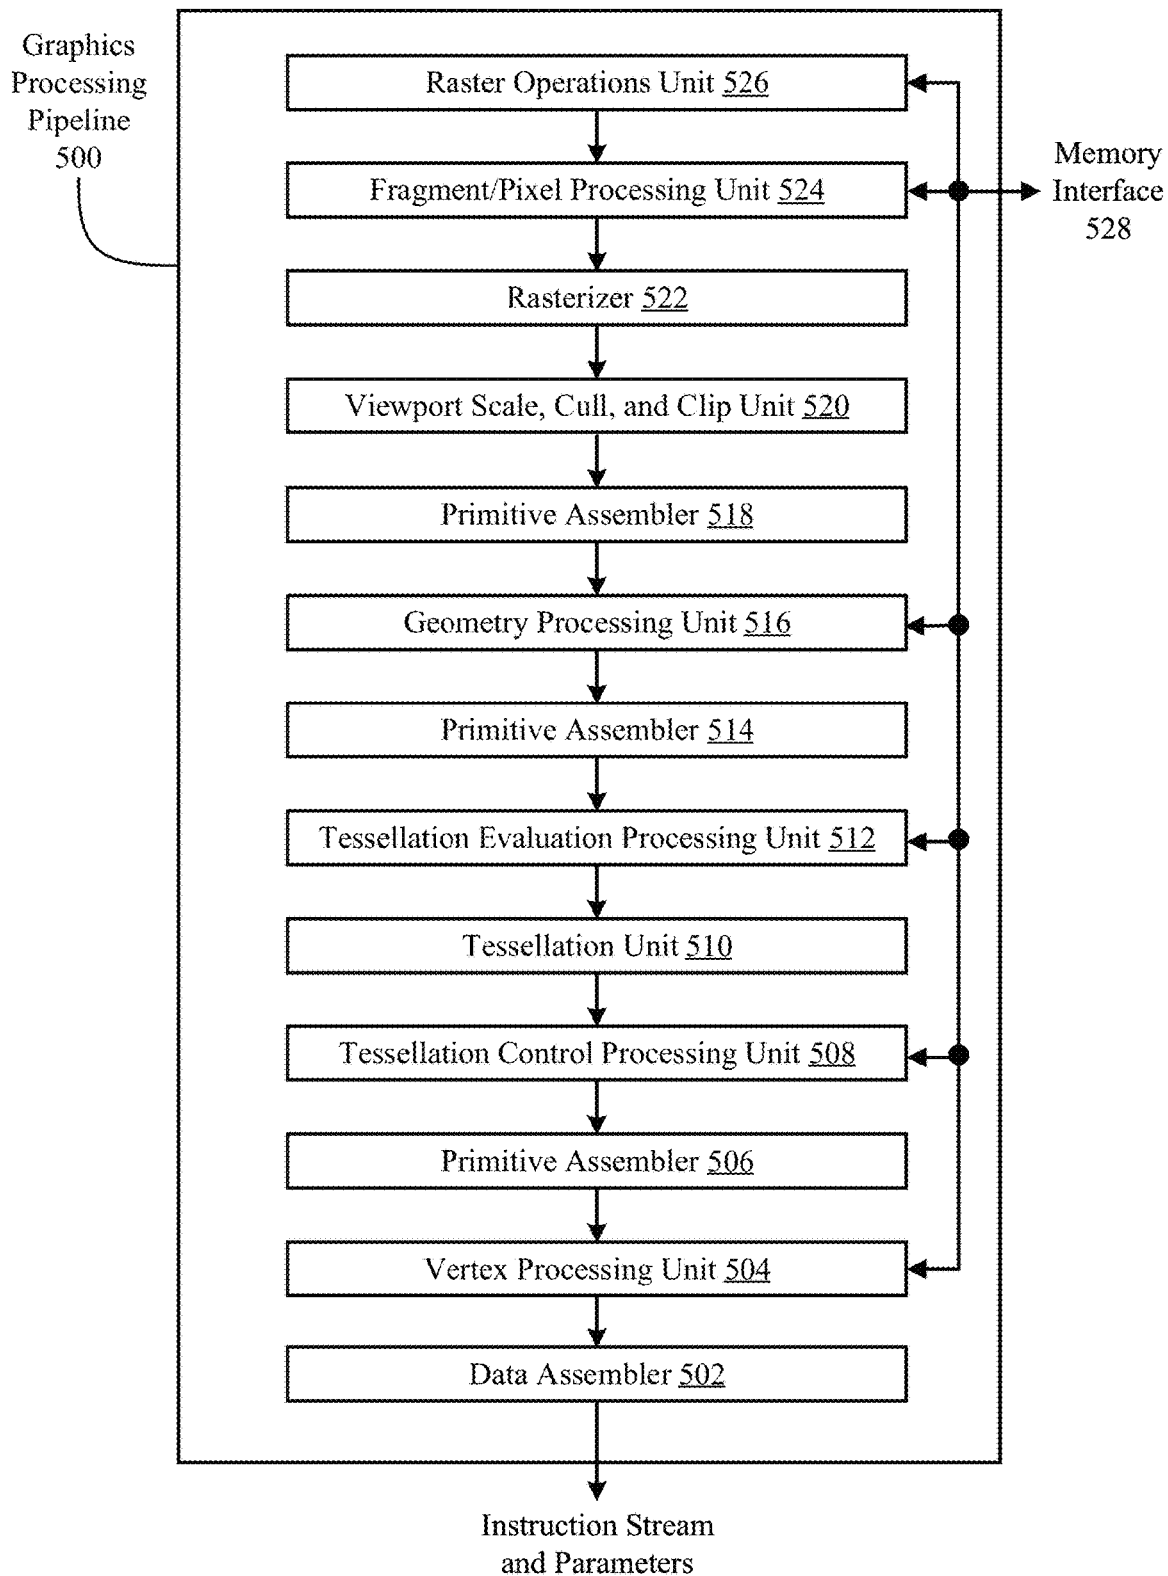 Graphics
Processing
Pipeline
500
Raster Operations Unit 526
Fragment/Pixel Processing Unit 524
Memory
Interface
528
Rasterizer 522
Viewport Scale, Cull, and Clip Unit 520
Primitive Assembler 518
Geometry Processing Unit 516
Primitive Assembler 514
Tessellation Evaluation Processing Unit 512
Tessellation Unit 510
Tessellation Control Processing Unit 508
Primitive Assembler 506
Vertex Processing Unit 504
Data Assembler 502
Instruction Stream
and Parameters